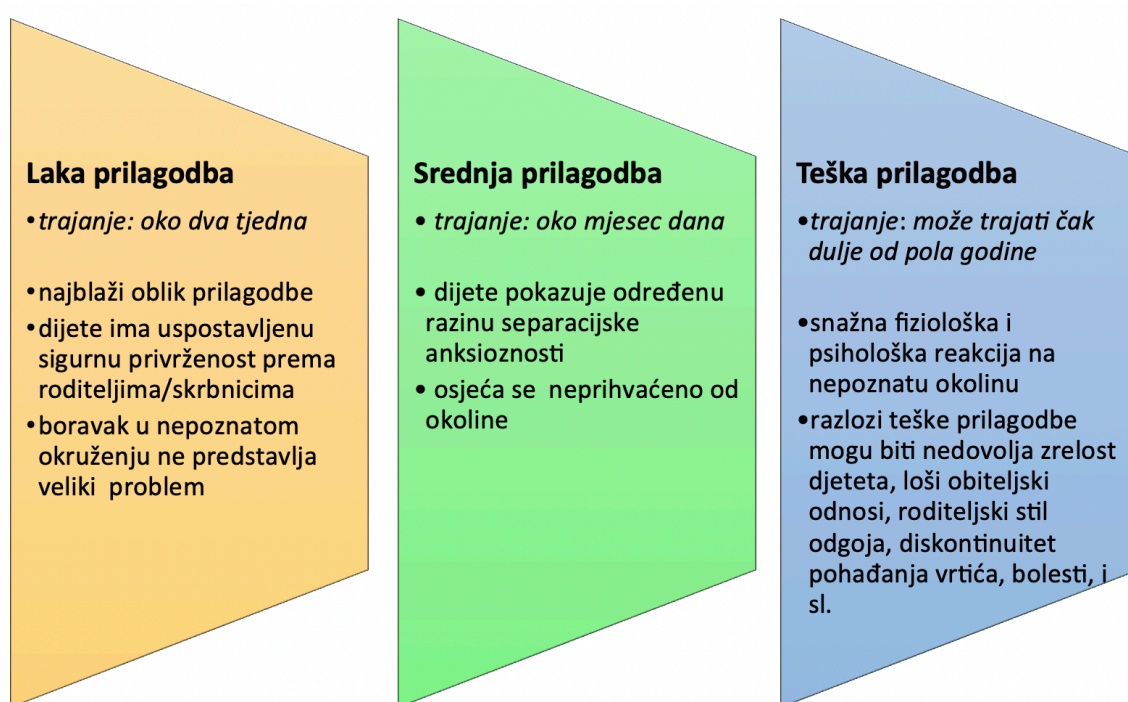 Laka prilagodba
•trajanje: oko dva tjedna
•najblaži oblik prilagodbe
•dijete ima uspostavljenu
sigurnu privrženost prema
roditeljima/skrbnicima
•boravak u nepoznatom
okruženju ne predstavlja
veliki  problem
Srednja prilagodba
• trajanje: oko mjesec dana
• dijete pokazuje određenu
razinu separacijske
anksioznosti
• osjeća se  neprihvaćeno od
okoline
Teška prilagodba
•trajanje: može trajati čak
dulje od pola godine
•snažna fiziološka i
psihološka reakcija na
nepoznatu okolinu
•razlozi teške prilagodbe
mogu biti nedovolja zrelost
djeteta, loši obiteljski
odnosi, roditeljski stil
odgoja, diskontinuitet
pohađanja vrtića, bolesti, i
sl.